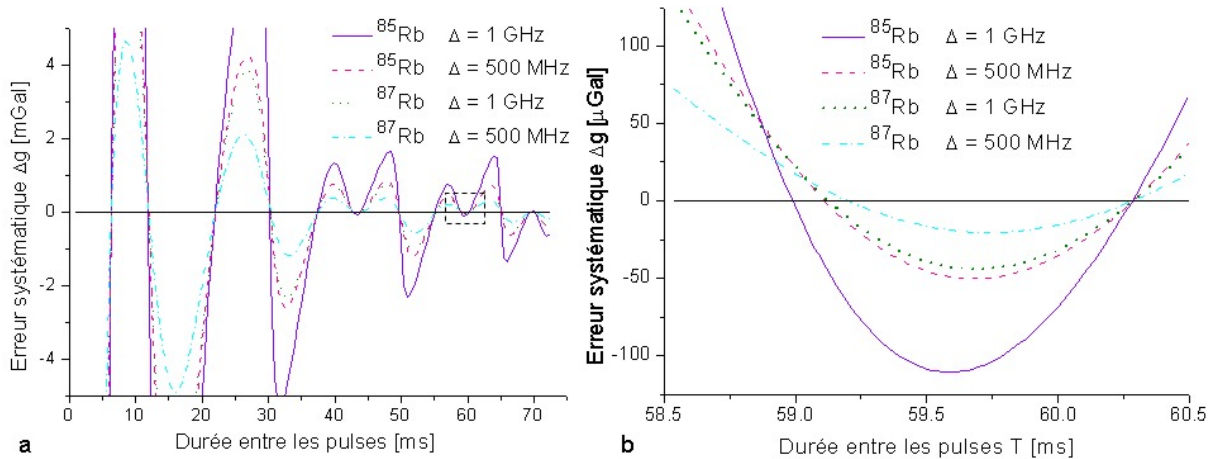 Erreur systématique Δg [mGal]
4
2
0
-2
-4
⁸⁵Rb Δ = 1 GHz
⁸⁵Rb Δ = 500 MHz
⁸⁷Rb Δ = 1 GHz
⁸⁷Rb Δ = 500 MHz
0 10 20 30 40 50 60 70
Durée entre les pulses [ms]
a
Erreur systématique Δg [μGal]
100
50
0
-50
-100
⁸⁵Rb Δ = 1 GHz
⁸⁵Rb Δ = 500 MHz
⁸⁷Rb Δ = 1 GHz
⁸⁷Rb Δ = 500 MHz
58.5 59.0 59.5 60.0 60.5
Durée entre les pulses T [ms]
b